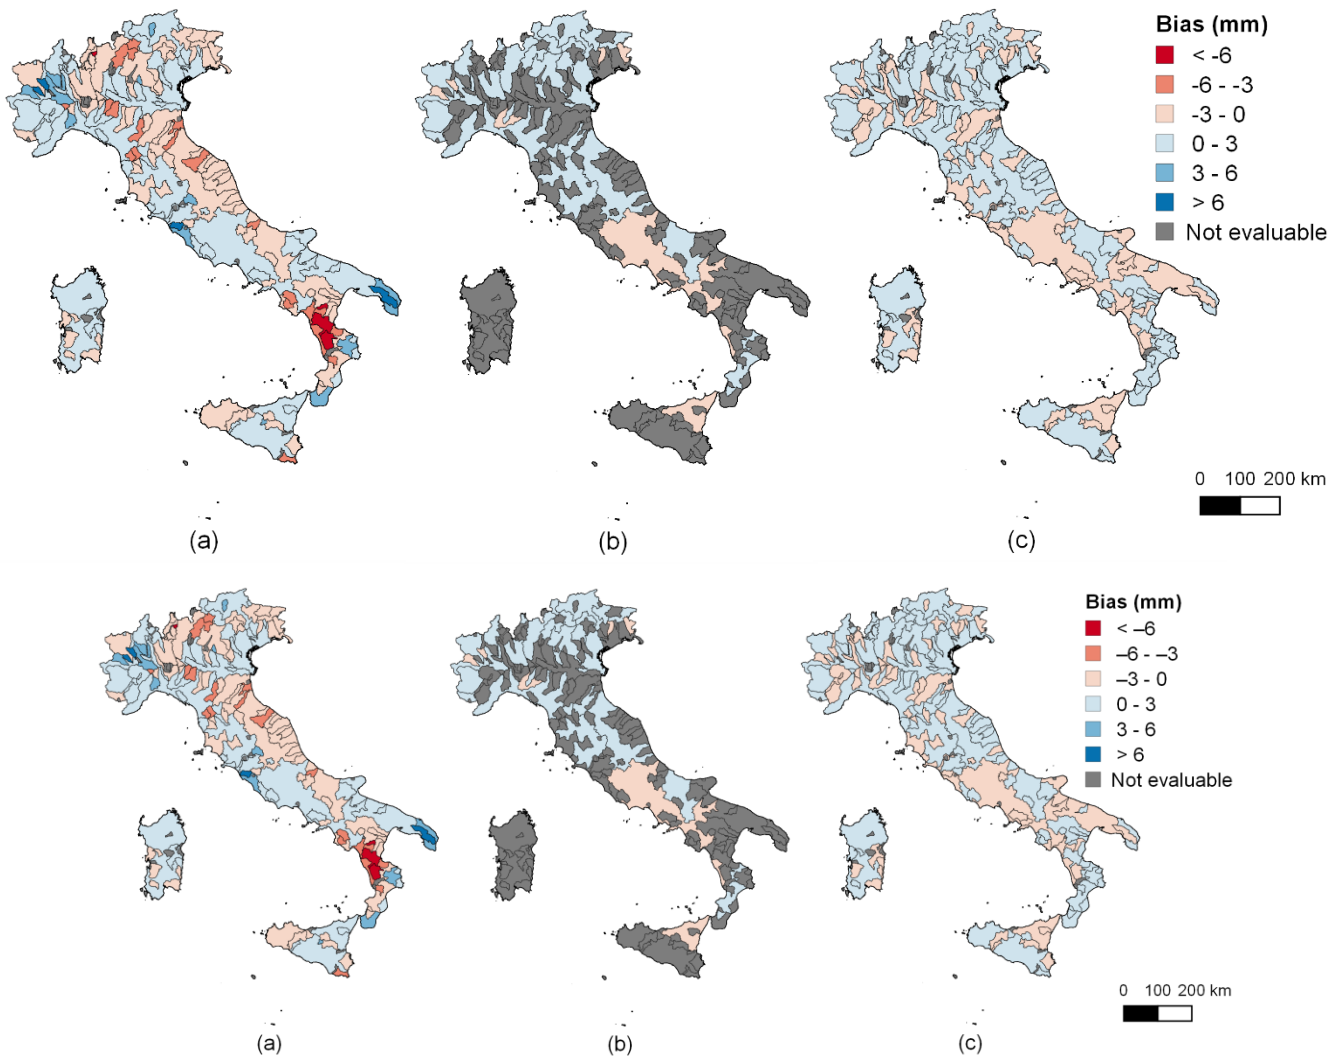 Bias (mm)
< -6
-6 - -3
-3 - 0
0 - 3
3 - 6
> 6
Not evaluable
0 100 200 km
(a) (b) (c)
Bias (mm)
< –6
–6 - –3
–3 - 0
0 - 3
3 - 6
> 6
Not evaluable
0 100 200 km
(a) (b) (c)